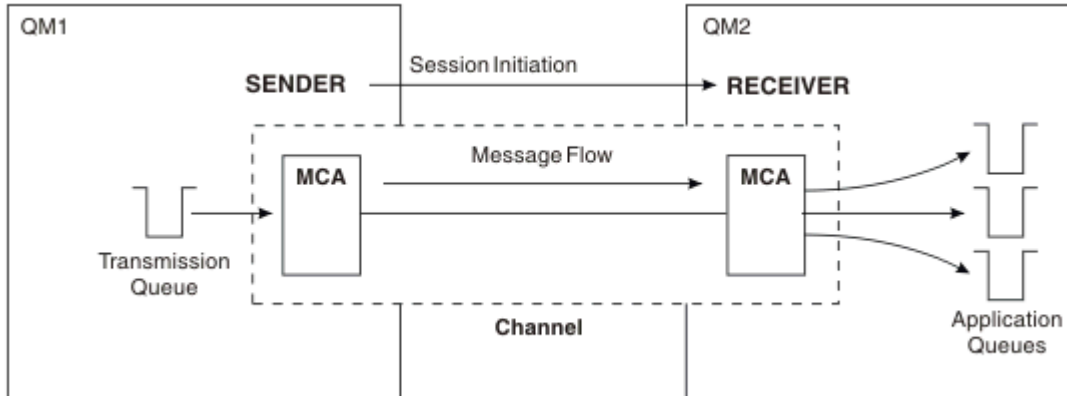 QM1
QM2
Session Initiation
SENDER
RECEIVER
Message Flow
MCA
MCA
Transmission
Queue
Channel
Application
Queues